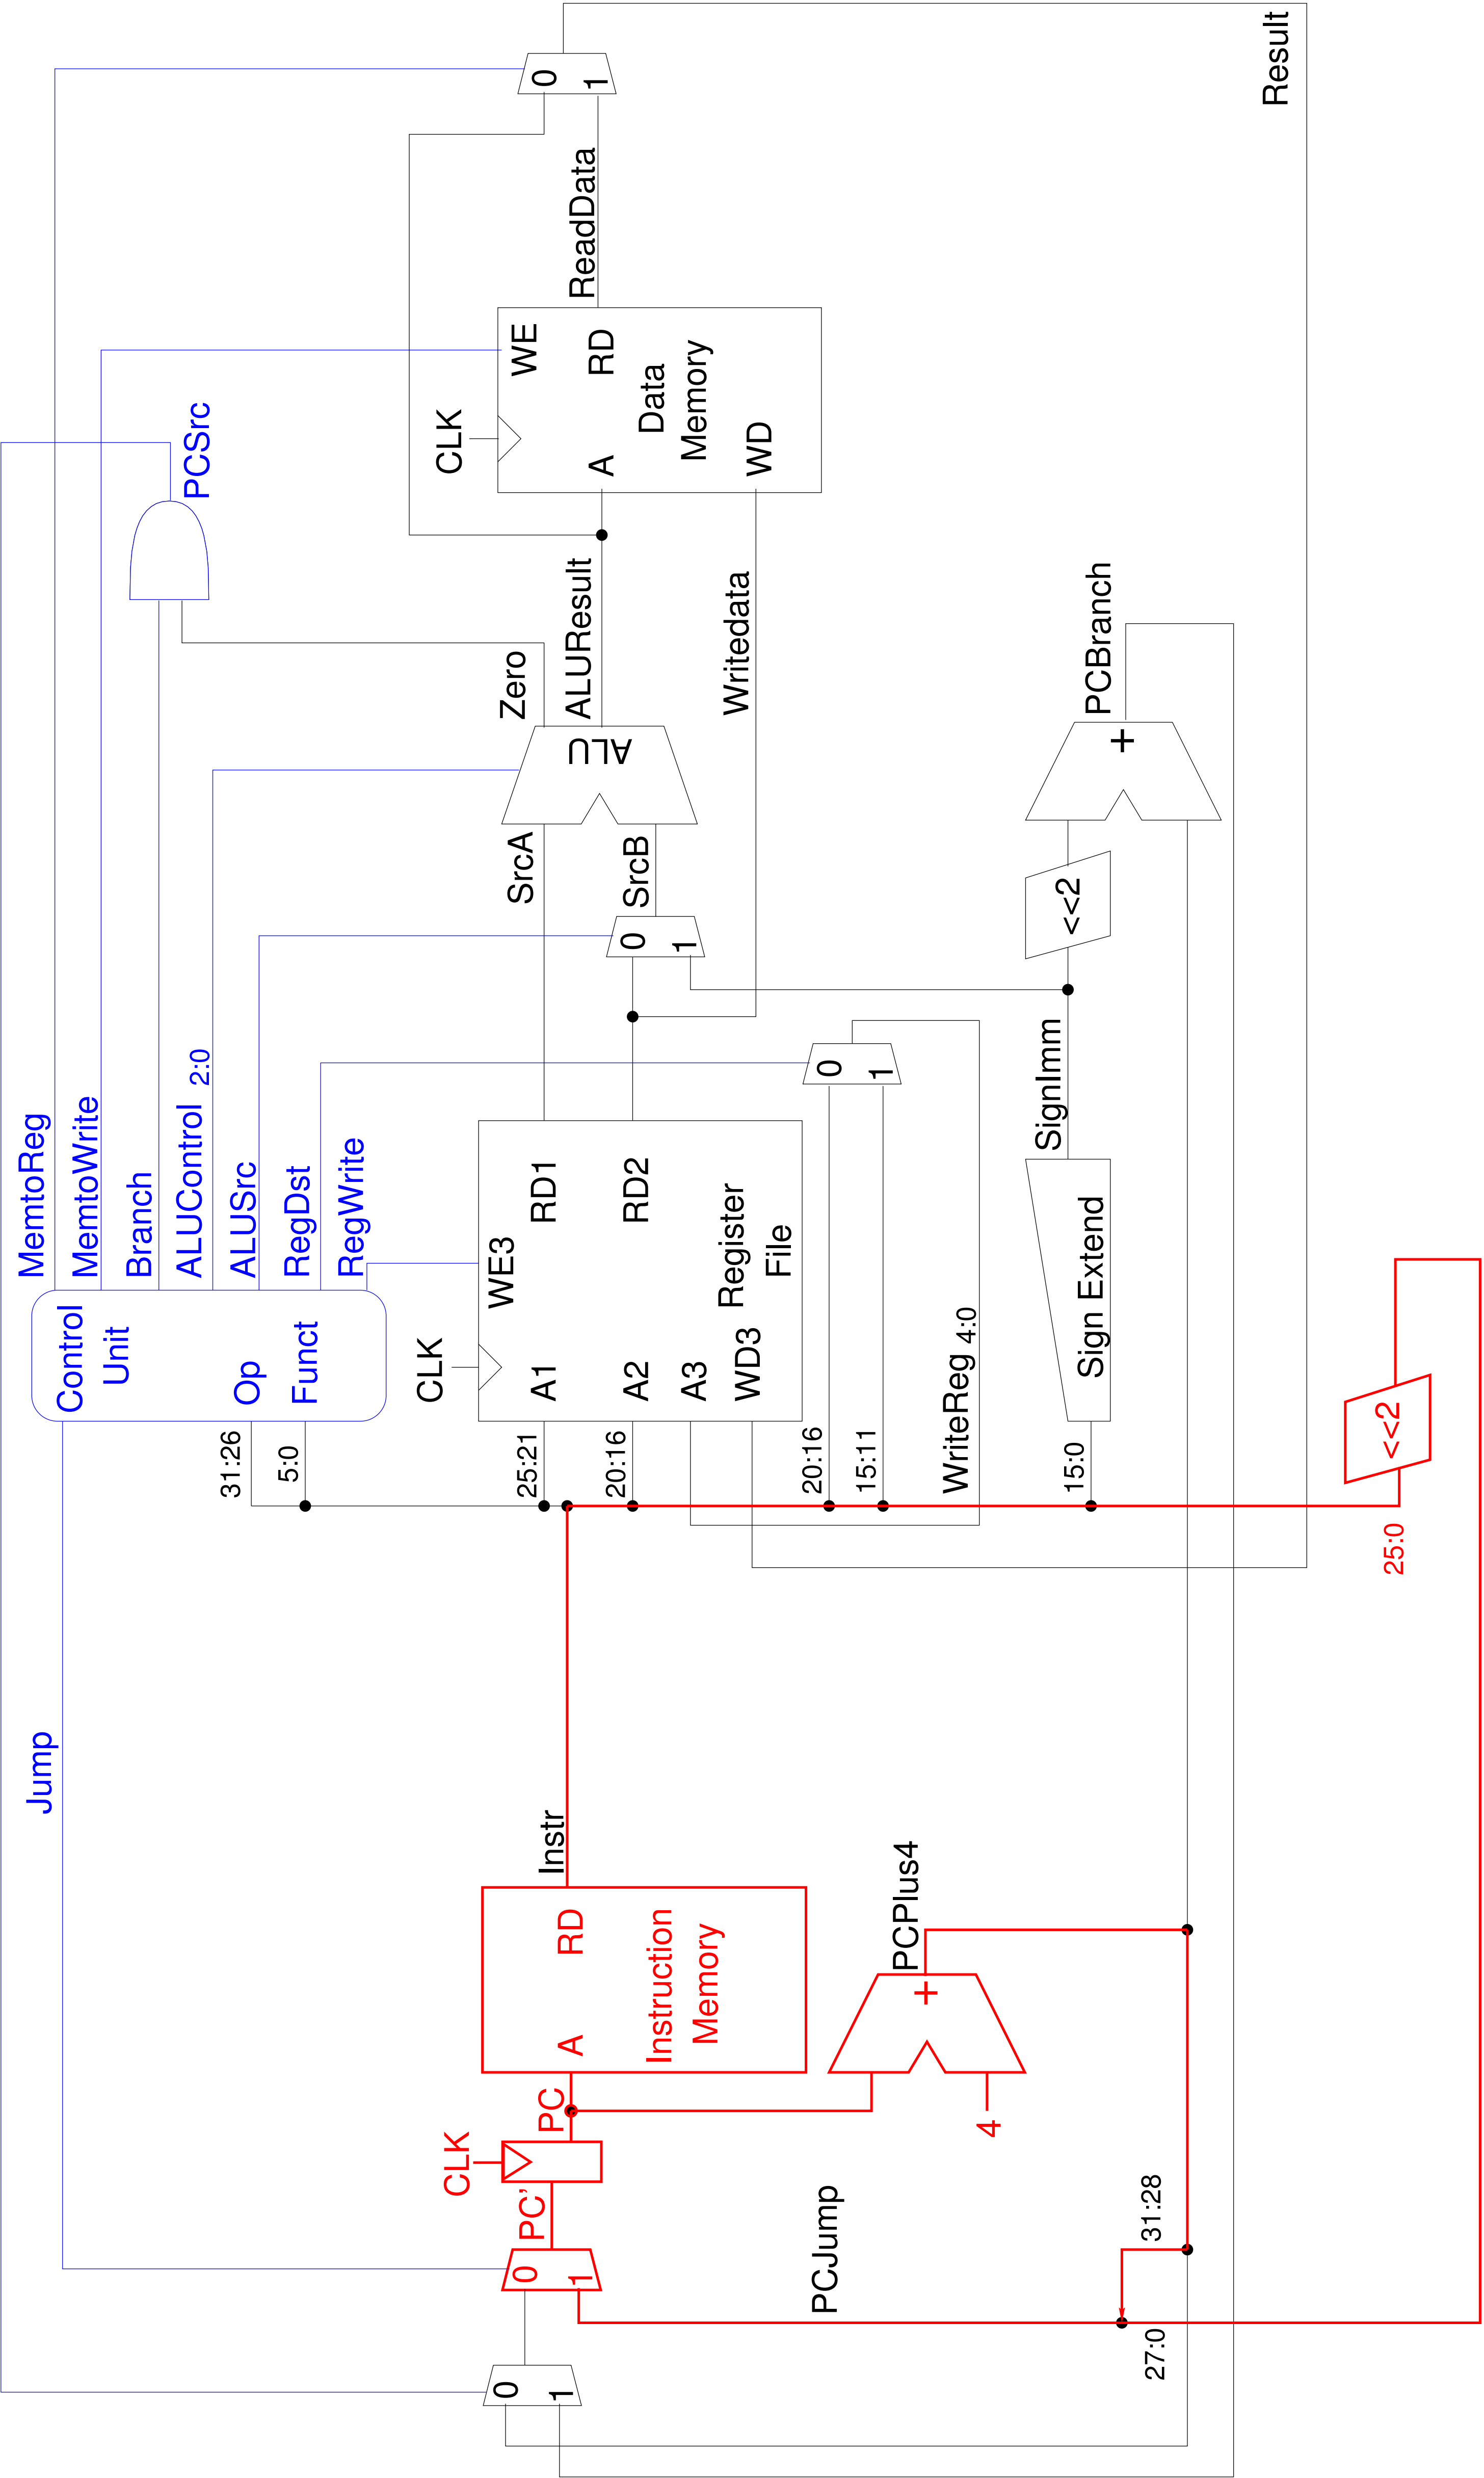 Jump
Control
Unit
Op
Funct
MemtoReg
MemtoWrite
Branch
ALUControl 2:0
ALUSrc
RegDst
RegWrite
PCSrc
31:26
5:0
0
1
0
1
PC'
CLK
PC
A
RD
Instruction
Memory
Instr
4
+
PCPlus4
PCJump
27:0
31:28
25:21
20:16
20:16
15:11
15:0
25:0
<<2
CLK
WE3
A1
RD1
A2
RD2
A3
WD3
Register
File
WriteReg 4:0
0
1
Sign Extend
SignImm
<<2
+
PCBranch
0
1
SrcA
SrcB
ALU
Zero
ALUResult
Writedata
CLK
WE
A
RD
Data
Memory
WD
ReadData
0
1
Result